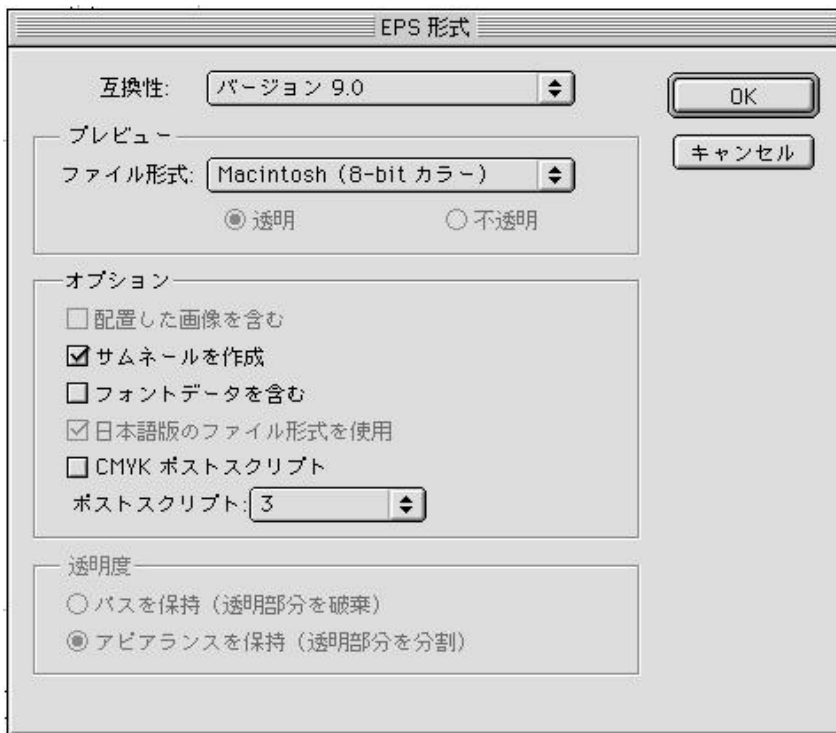 EPS 形式
互換性: バージョン 9.0
OK
キャンセル
プレビュー
ファイル形式: Macintosh (8-bit カラー)
透明 不透明
オプション
配置した画像を含む
サムネールを作成
フォントデータを含む
日本語版のファイル形式を使用
CMYK ポストスクリプト
ポストスクリプト: 3
透明度
パスを保持（透明部分を破棄）
アピアランスを保持（透明部分を分割）